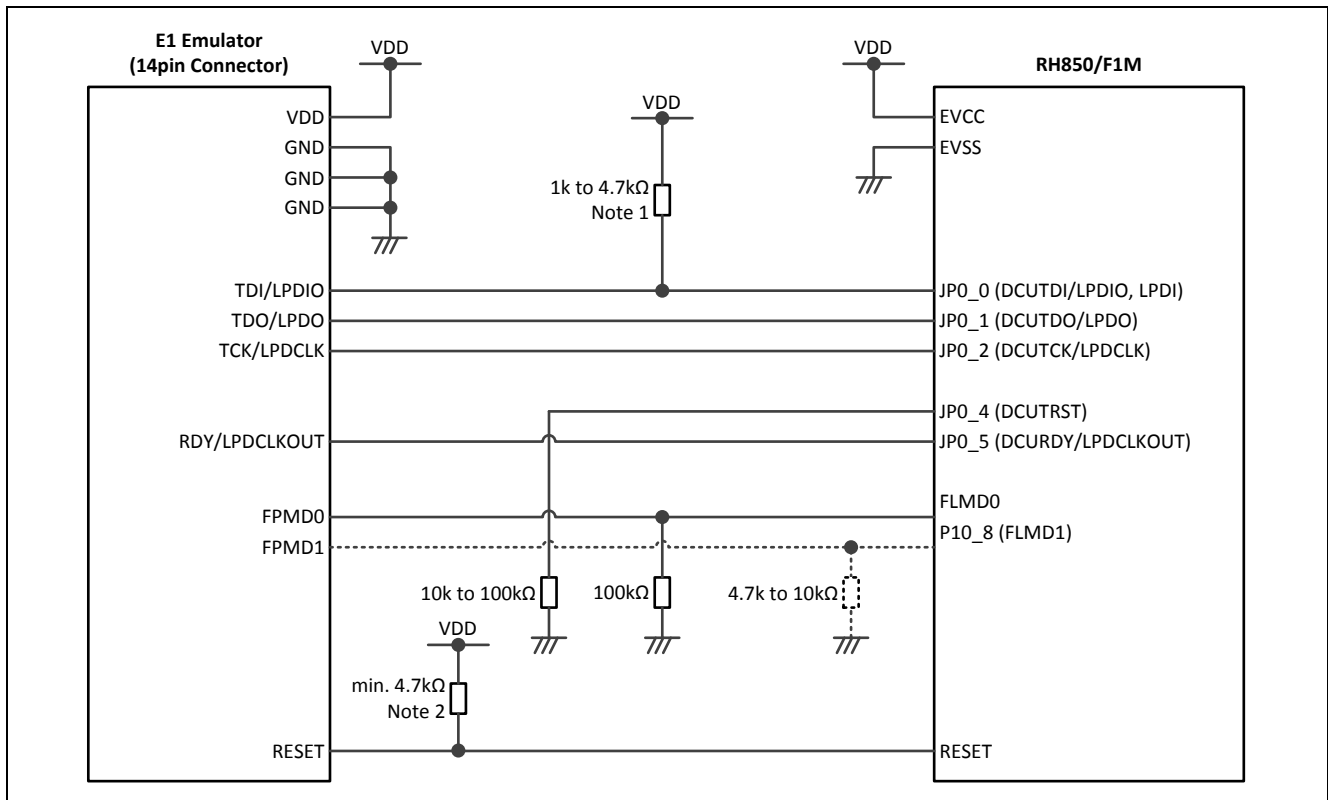 E1 Emulator
(14pin Connector)
VDD
VDD
RH850/F1M
VDD
GND
GND
GND
VDD
1k to 4.7kΩ
Note 1
EVCC
EVSS
TDI/LPDIO
JP0_0 (DCUTDI/LPDIO, LPDI)
TDO/LPDO
JP0_1 (DCUTDO/LPDO)
TCK/LPDCLK
JP0_2 (DCUTCK/LPDCLK)
JP0_4 (DCUTRST)
RDY/LPDCLKOUT
JP0_5 (DCURDY/LPDCLKOUT)
FPMD0
FLMD0
FPMD1
P10_8 (FLMD1)
10k to 100kΩ
100kΩ
4.7k to 10kΩ
VDD
min. 4.7kΩ
Note 2
RESET
RESET